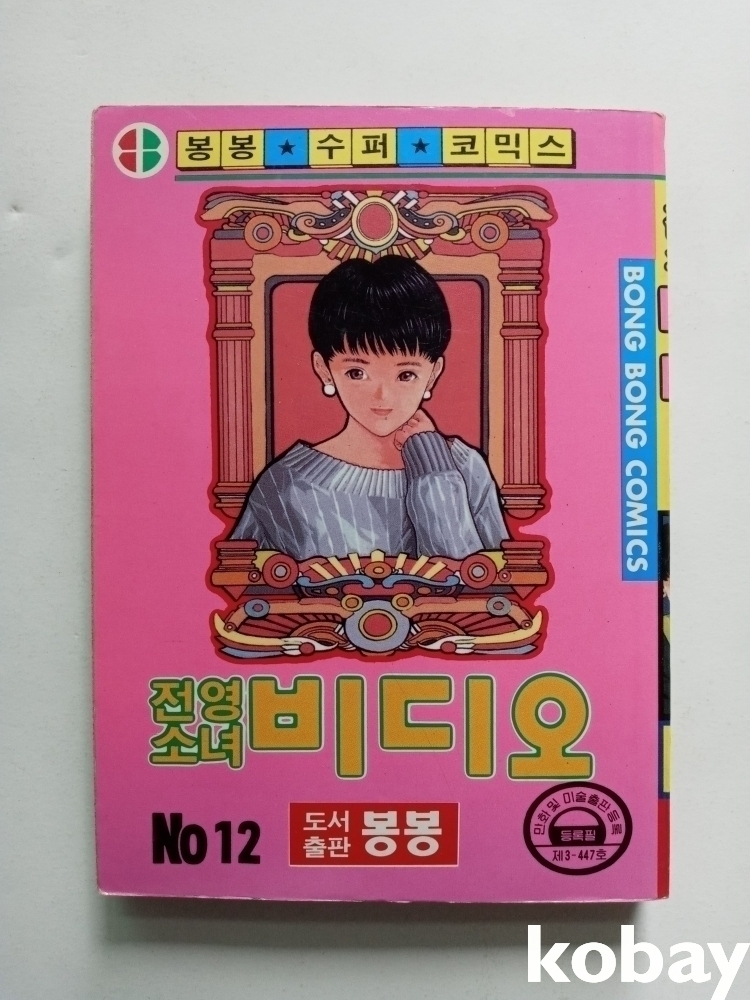 봉봉★수퍼★코믹스
BONG BONG COMICS
전영
소녀
비디오
No 12
도서
출판
봉봉
만화 및 미술출판등록
등록필
제3-447호
kobay